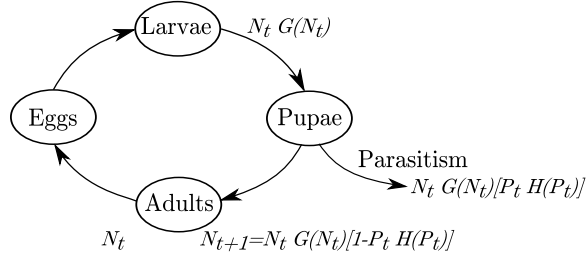 Larvae
N_t G(N_t)
Eggs
Pupae
Parasitism
N_t G(N_t)[P_t H(P_t)]
Adults
N_t
N_{t+1}=N_t G(N_t)[1-P_t H(P_t)]